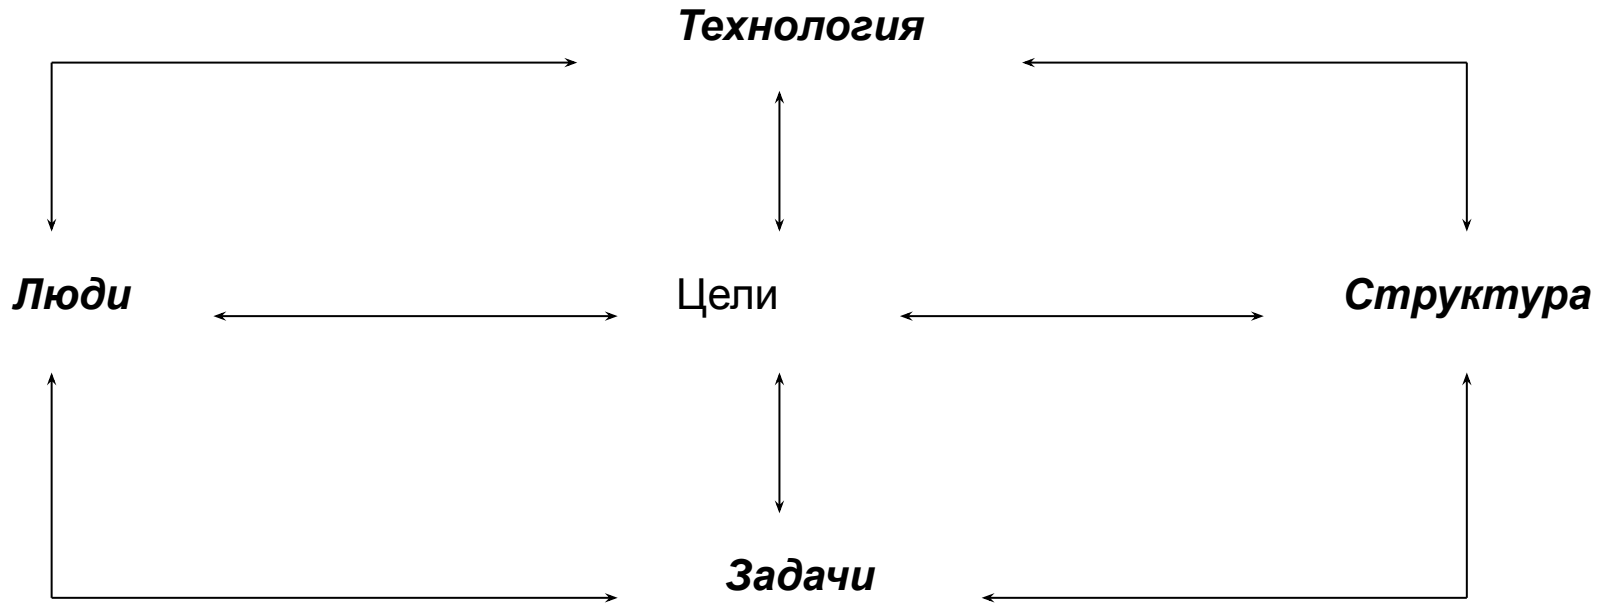 Технология
Люди
Цели
Структура
Задачи